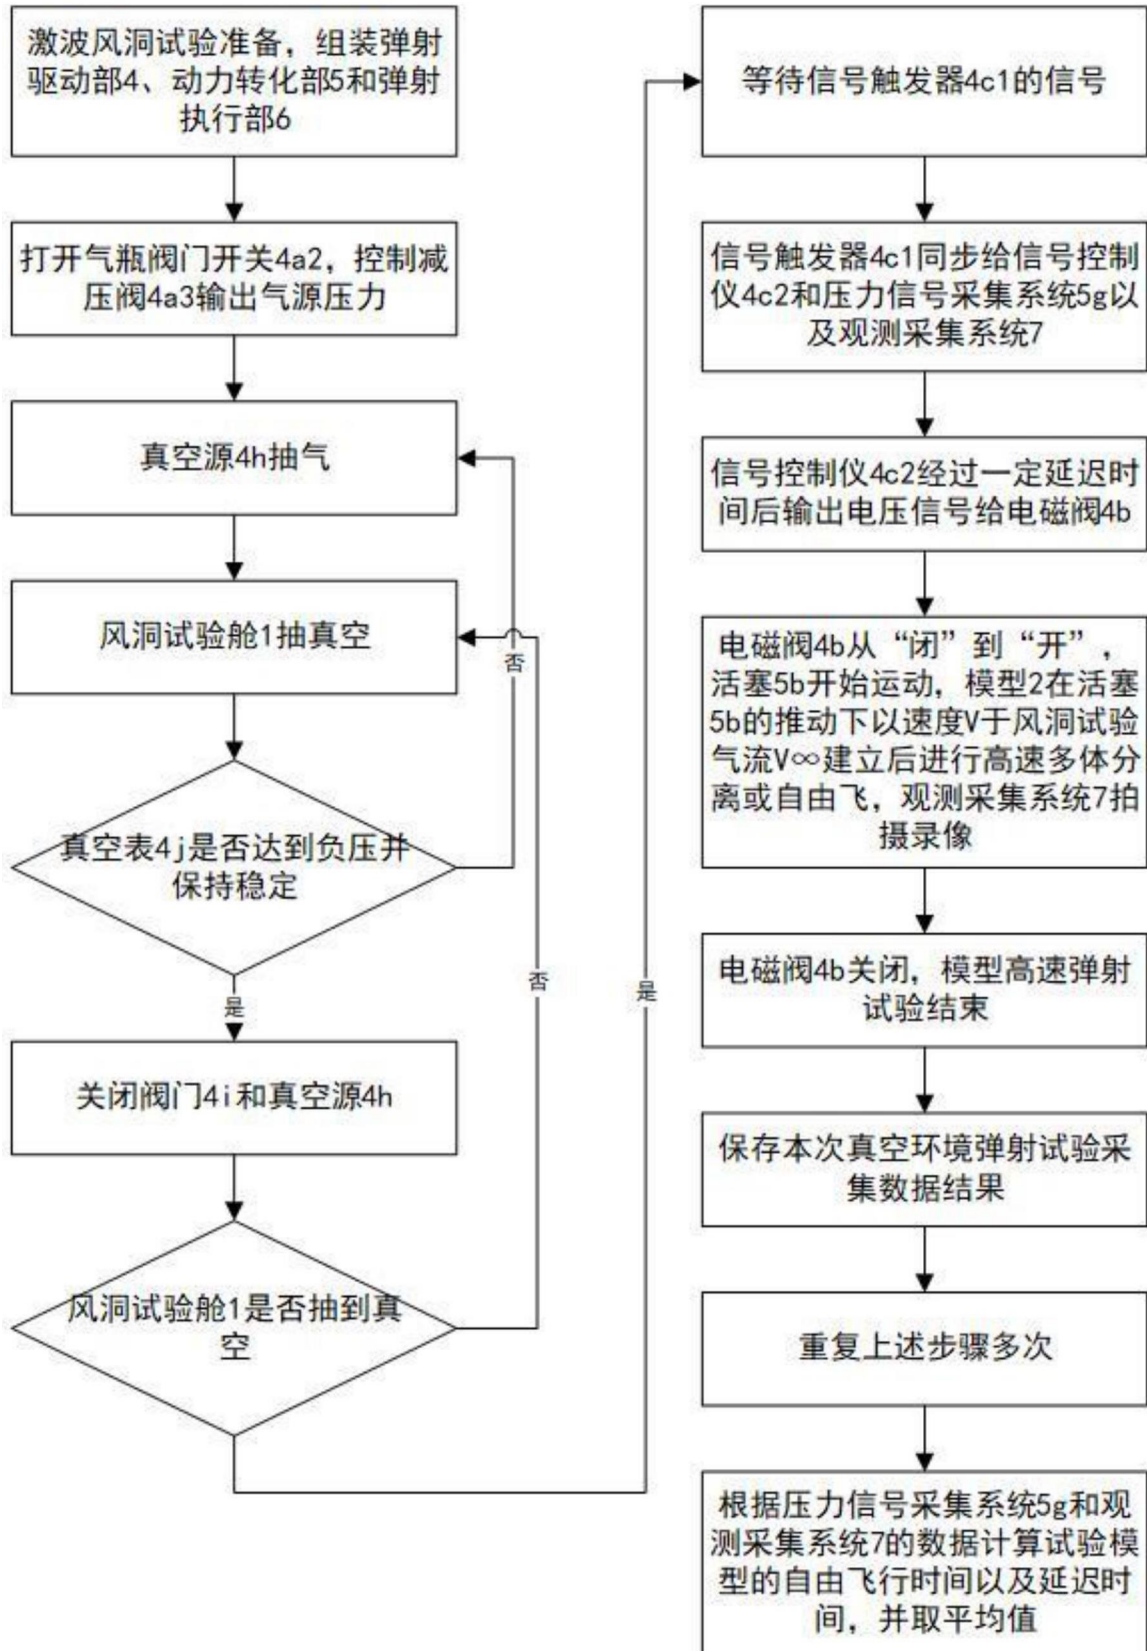 激波风洞试验准备，组装弹射
驱动部4、动力转化部5和弹射
执行部6
打开气瓶阀门开关4a2，控制减
压阀4a3输出气源压力
真空源4h抽气
风洞试验舱1抽真空
否
真空表4j是否达到负压并
保持稳定
否
是
关闭阀门4i和真空源4h
风洞试验舱1是否抽到真
空
是
等待信号触发器4c1的信号
信号触发器4c1同步给信号控制
仪4c2和压力信号采集系统5g以
及观测采集系统7
信号控制仪4c2经过一定延迟时
间后输出电压信号给电磁阀4b
电磁阀4b从“闭”到“开”，
活塞5b开始运动，模型2在活塞
5b的推动下以速度V于风洞试验
气流V∞建立后进行高速多体分
离或自由飞，观测采集系统7拍
摄录像
电磁阀4b关闭，模型高速弹射
试验结束
保存本次真空环境弹射试验采
集数据结果
重复上述步骤多次
根据压力信号采集系统5g和观
测采集系统7的数据计算试验模
型的自由飞行时间以及延迟时
间，并取平均值